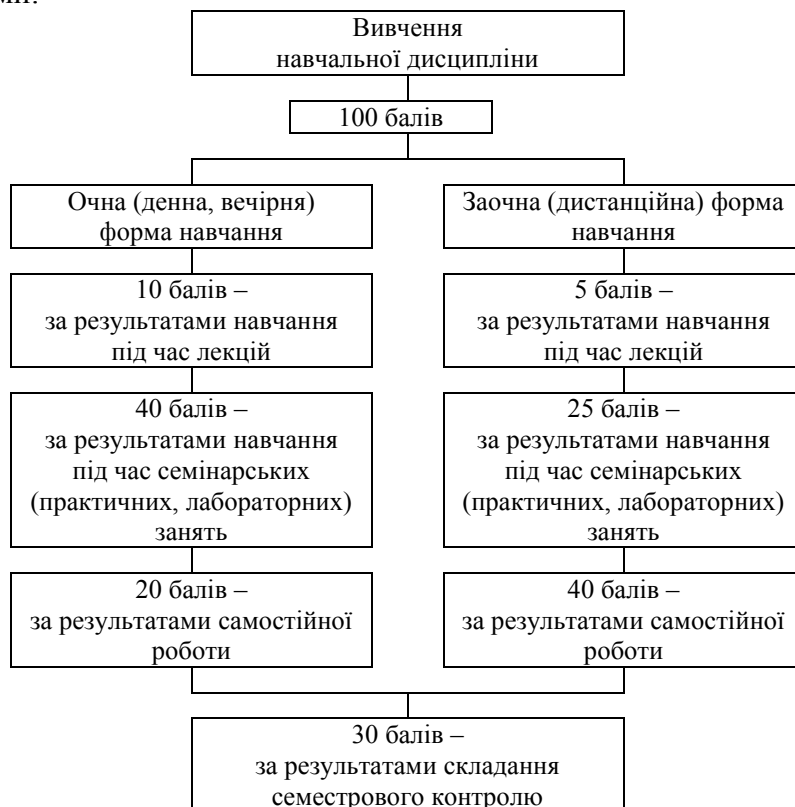 Вивчення
навчальної дисципліни
100 балів
Очна (денна, вечірня)
форма навчання
Заочна (дистанційна) форма
навчання
10 балів –
за результатами навчання
під час лекцій
5 балів –
за результатами навчання
під час лекцій
40 балів –
за результатами навчання
під час семінарських
(практичних, лабораторних)
занять
25 балів –
за результатами навчання
під час семінарських
(практичних, лабораторних)
занять
20 балів –
за результатами самостійної
роботи
40 балів –
за результатами самостійної
роботи
30 балів –
за результатами складання
семестрового контролю